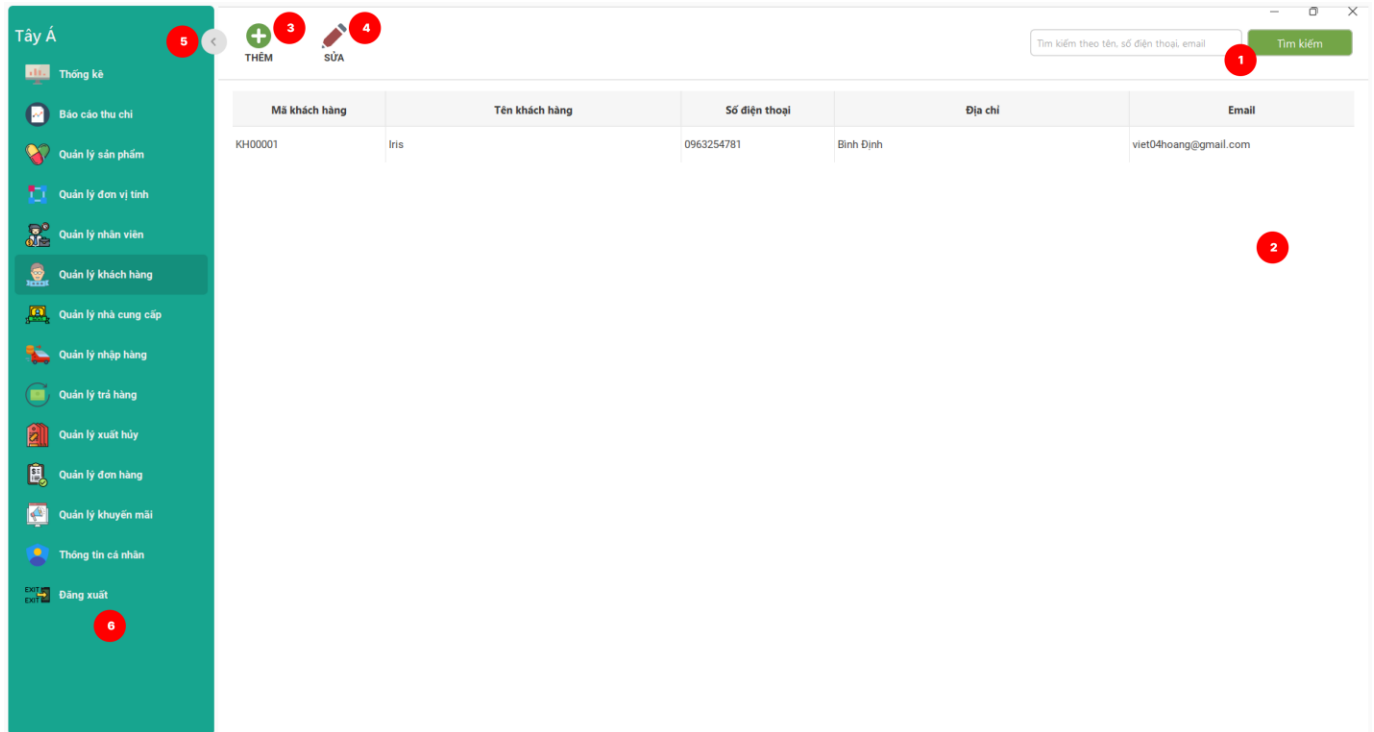 Tây Á
5
3
4
THÊM
SỬA
Tìm kiếm theo tên, số điện thoại, email
1
Tìm kiếm
Thống kê
Báo cáo thu chi
Quản lý sản phẩm
Quản lý đơn vị tính
Quản lý nhân viên
Quản lý khách hàng
Quản lý nhà cung cấp
Quản lý nhập hàng
Quản lý trả hàng
Quản lý xuất hủy
Quản lý đơn hàng
Quản lý khuyến mãi
Thông tin cá nhân
EXIT
EXIT
Đăng xuất
6
Mã khách hàng Tên khách hàng Số điện thoại Địa chỉ Email
KH00001 Iris 0963254781 Bình Định viet04hoang@gmail.com
2